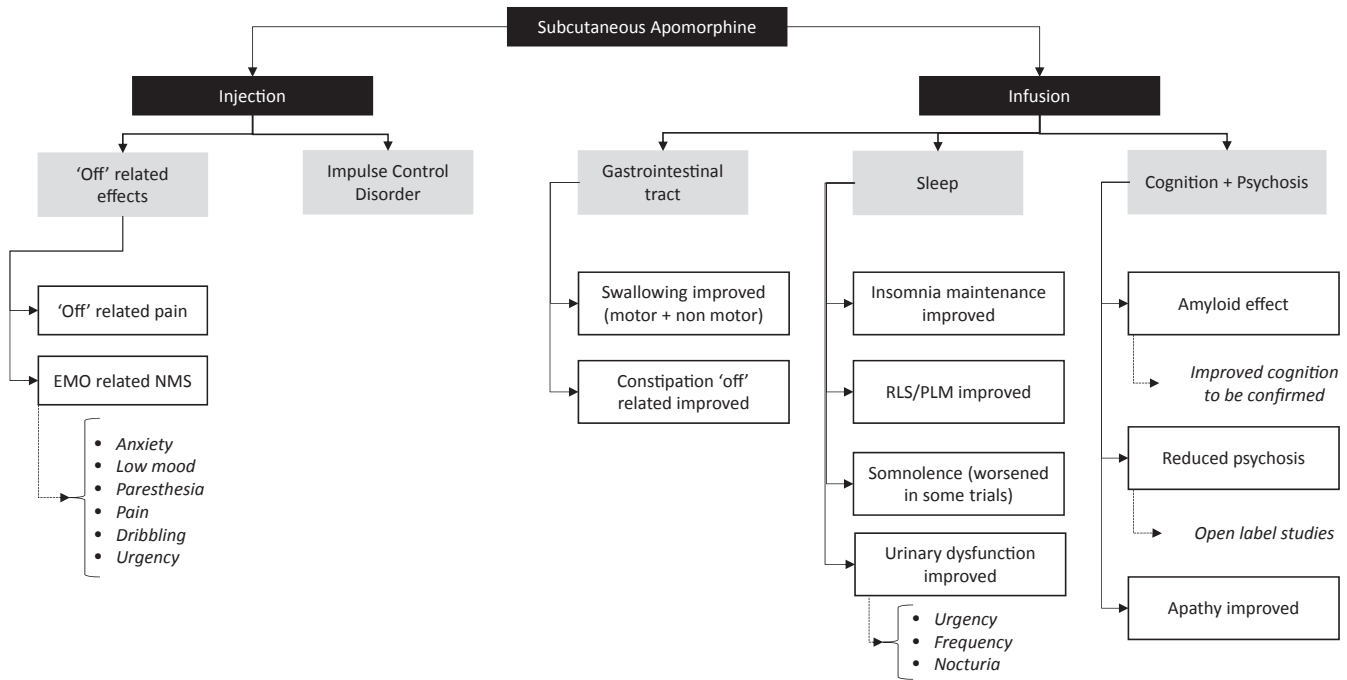 Subcutaneous Apomorphine
Injection
Infusion
‘Off’ related
effects
Impulse Control
Disorder
Gastrointestinal
tract
Sleep
Cognition + Psychosis
‘Off’ related pain
EMO related NMS
• Anxiety
• Low mood
• Paresthesia
• Pain
• Dribbling
• Urgency
Swallowing improved
(motor + non motor)
Constipation ‘off’
related improved
Insomnia maintenance
improved
RLS/PLM improved
Somnolence (worsened
in some trials)
Urinary dysfunction
improved
• Urgency
• Frequency
• Nocturia
Amyloid effect
Improved cognition
to be confirmed
Reduced psychosis
Open label studies
Apathy improved